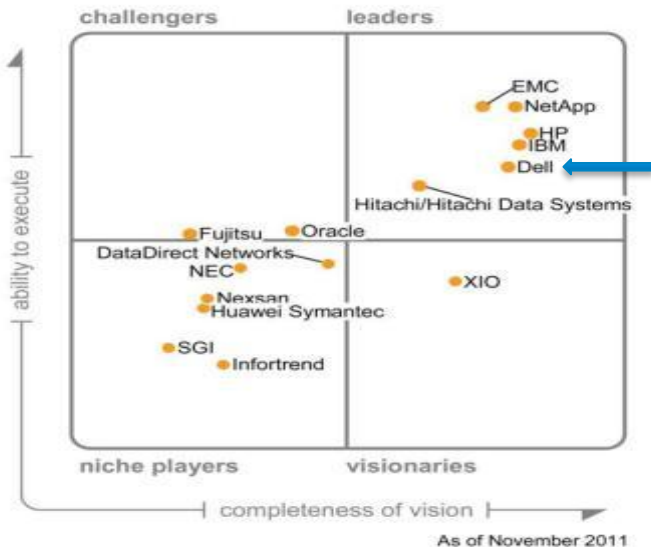 challengers
leaders
EMC
NetApp
HP
IBM
Dell
Hitachi/Hitachi Data Systems
Fujitsu
Oracle
DataDirect Networks
NEC
XIO
Nexsan
Huawei Symantec
SGI
Infortrend
ability to execute
niche players
visionaries
completeness of vision
As of November 2011